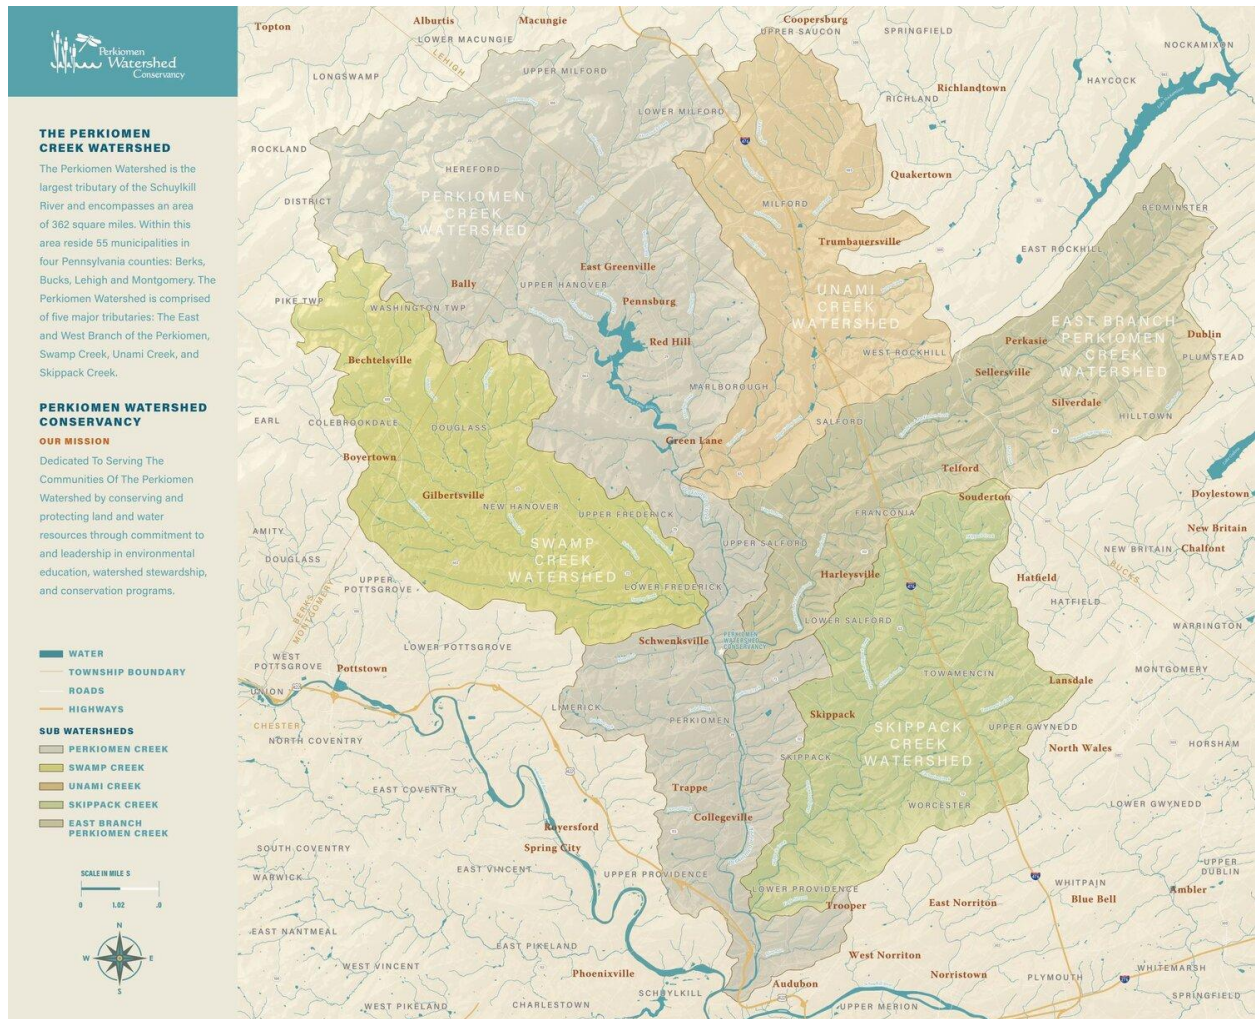 Perkiomen
Watershed
Conservancy
THE PERKIOMEN
CREEK WATERSHED
The Perkiomen Watershed is the
largest tributary of the Schuylkill
River and encompasses an area
of 362 square miles. Within this
area reside 55 municipalities in
four Pennsylvania counties: Berks,
Bucks, Lehigh and Montgomery. The
Perkiomen Watershed is comprised
of five major tributaries: The East
and West Branch of the Perkiomen,
Swamp Creek, Unami Creek, and
Skippack Creek.
PERKIOMEN WATERSHED
CONSERVANCY
OUR MISSION
Dedicated To Serving The
Communities Of The Perkiomen
Watershed by conserving and
protecting land and water
resources through commitment to
and leadership in environmental
education, watershed stewardship,
and conservation programs.
WATER
TOWNSHIP BOUNDARY
ROADS
HIGHWAYS
SUB WATERSHEDS
PERKIOMEN CREEK
SWAMP CREEK
UNAMI CREEK
SKIPPACK CREEK
EAST BRANCH
PERKIOMEN CREEK
SCALE IN MILE S
0 1.02 .0
N
W E
S
Topton
Alburtis
Macungie
Coopersburg
LOWER MACUNGIE
LEHIGH
UPPER SAUCON
SPRINGFIELD
NOCKAMIXON
LONGSWAMP
UPPER MILFORD
HAYCOCK
Richlandtown
RICHLAND
LOWER MILFORD
ROCKLAND
HEREFORD
Quakertown
DISTRICT
PERKIOMEN
CREEK
WATERSHED
MILFORD
BEDMINSTER
Trumbauersville
EAST ROCKHILL
East Greenville
Bally
UPPER HANOVER
UNAMI
CREEK
WATERSHED
PIKE TWP
WASHINGTON TWP
Pennsburg
EAST BRANCH
PERKIOMEN
CREEK
WATERSHED
Red Hill
Perkasie
Dublin
WEST ROCKHILL
PLUMSTEAD
Bechtelsville
Sellersville
MARLBOROUGH
Silverdale
EARL
COLEBROOKDALE
DOUGLASS
SALFORD
HILLTOWN
Green Lane
Boyertown
Telford
Gilbertsville
NEW HANOVER
UPPER FREDERICK
Souderton
FRANCONIA
Doylestown
AMITY
DOUGLASS
SWAMP
CREEK
WATERSHED
UPPER SALFORD
New Britain
NEW BRITAIN
Chalfont
BUCKS
UPPER
POTTSGROVE
LOWER FREDERICK
Harleysville
Hatfield
HATFIELD
BERKS
MONTGOMERY
LOWER SALFORD
WARRINGTON
Schwenksville
PERKIOMEN
WATERSHED
CONSERVANCY
LOWER POTTSGROVE
WEST
POTTSGROVE
Pottstown
TOWAMENCIN
Lansdale
MONTGOMERY
UNION
LIMERICK
PERKIOMEN
Skippack
SKIPPACK
CREEK
WATERSHED
UPPER GWYNEDD
CHESTER
NORTH COVENTRY
North Wales
HORSHAM
SKIPPACK
EAST COVENTRY
Trappe
WORCESTER
LOWER GWYNEDD
Collegeville
Royersford
SOUTH COVENTRY
Spring City
WARWICK
EAST VINCENT
UPPER PROVIDENCE
LOWER PROVIDENCE
WHITPAIN
UPPER
DUBLIN
Ambler
Trooper
East Norriton
Blue Bell
EAST NANTMEAL
EAST PIKELAND
WEST VINCENT
Phoenixville
West Norriton
Norristown
PLYMOUTH
WHITEMARSH
Audubon
SCHUYLKILL
WEST PIKELAND
CHARLESTOWN
UPPER MERION
SPRINGFIELD